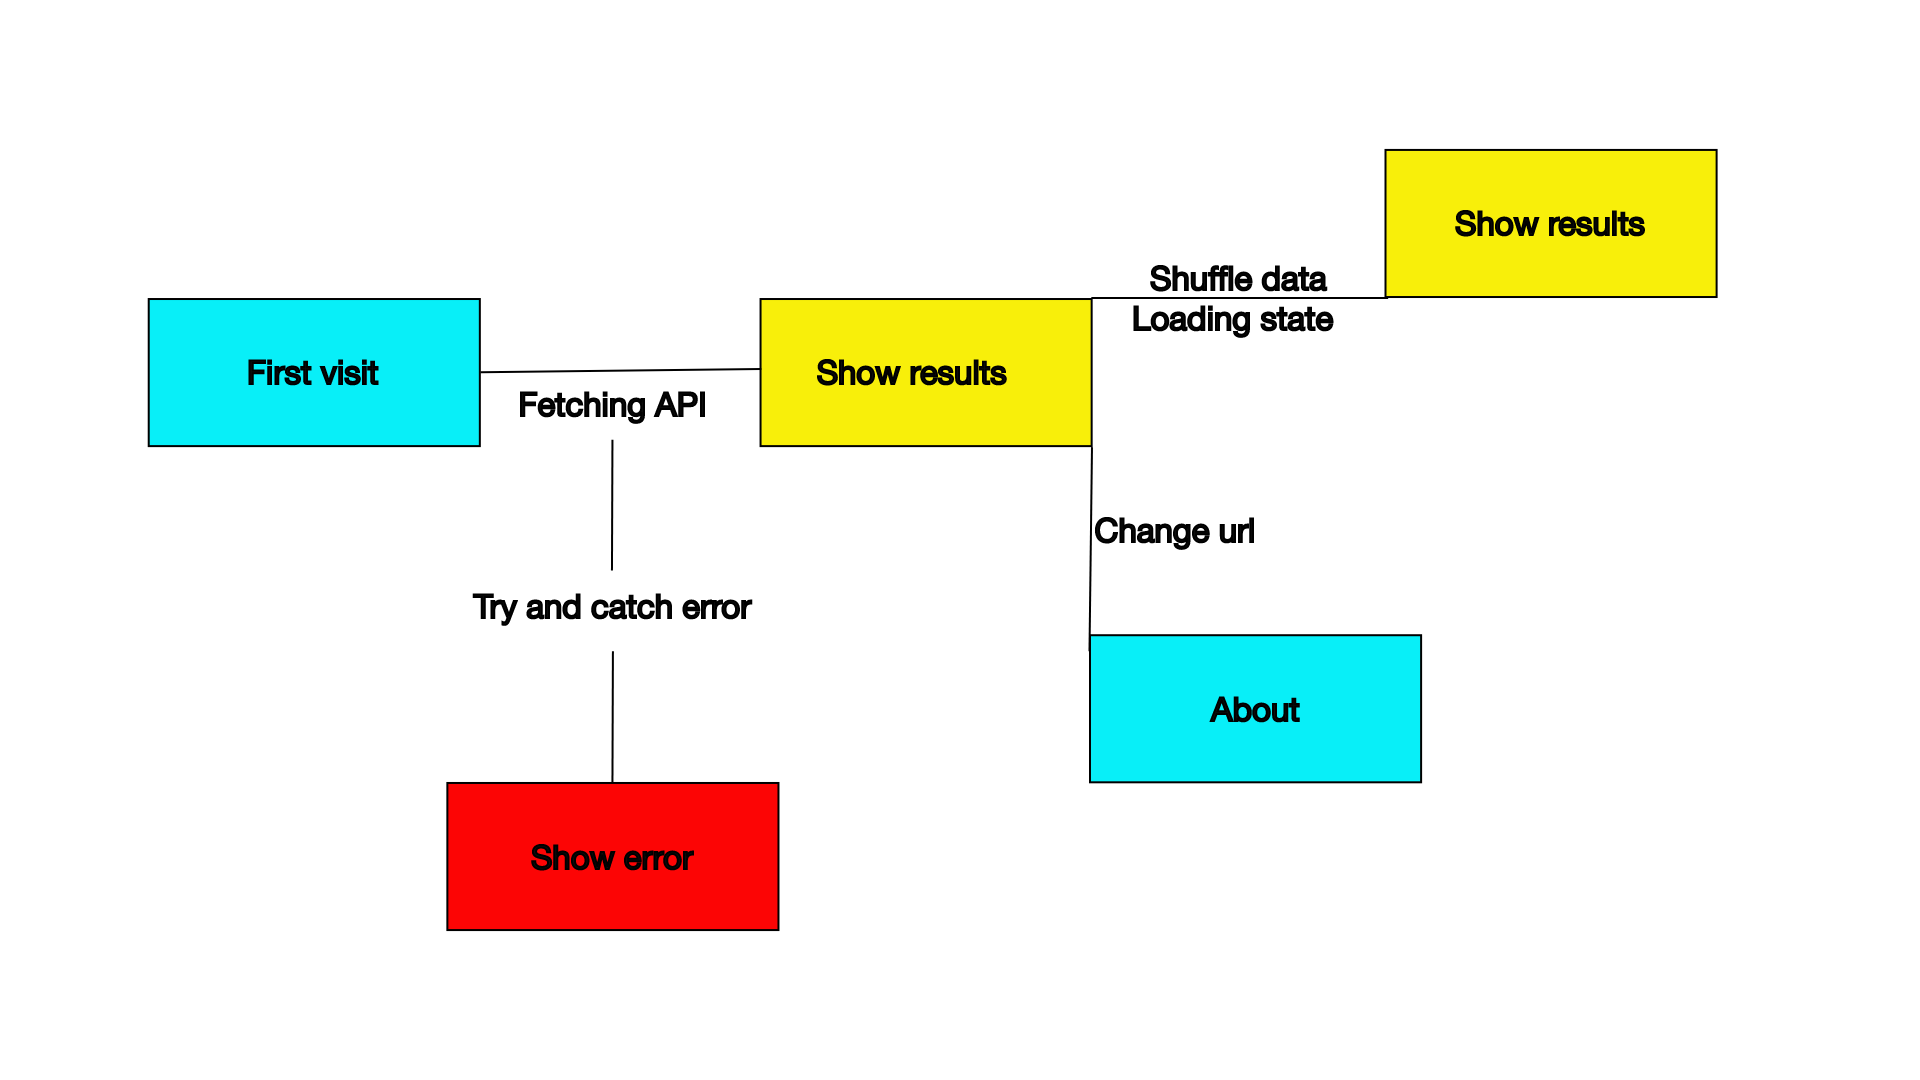 Show results
Shuffle data
Loading state
First visit
Fetching API
Show results
Change url
Try and catch error
About
Show error